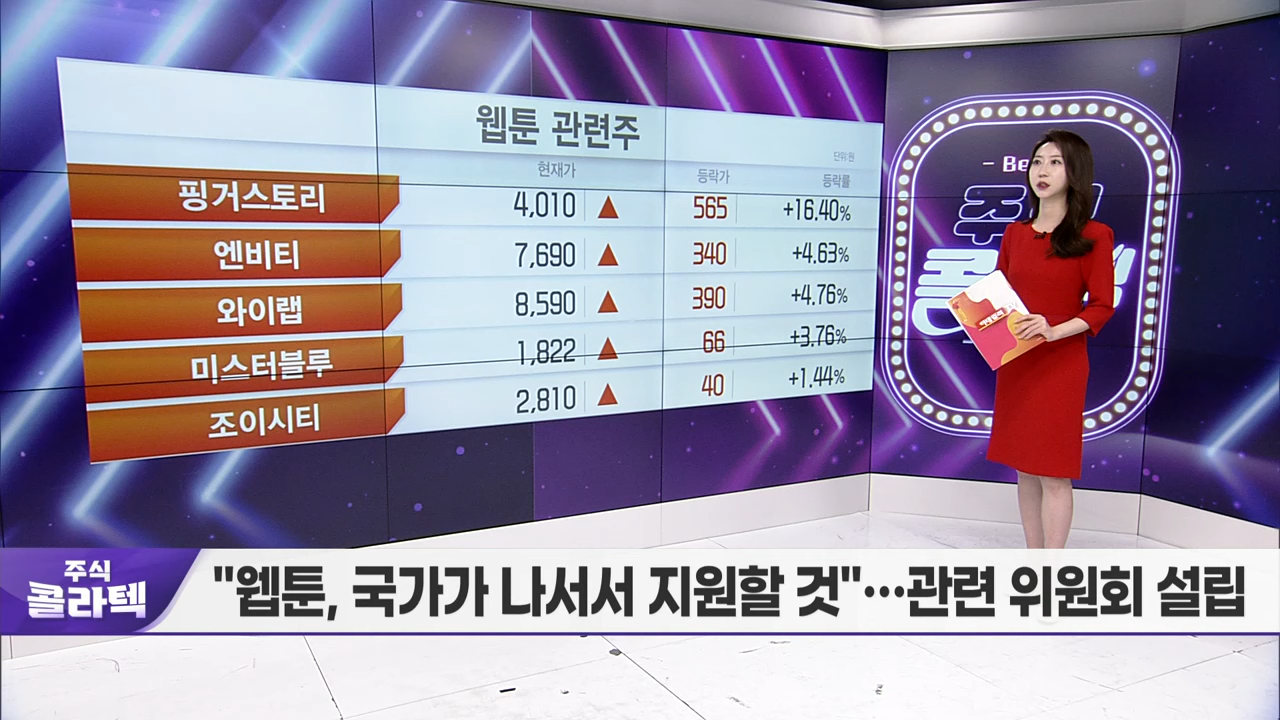 웹툰 관련주
단위:원
현재가 등락가 등락률
핑거스토리 4,010 ▲ 565 +16.40%
엔비티 7,690 ▲ 340 +4.63%
와이랩 8,590 ▲ 390 +4.76%
미스터블루 1,822 ▲ 66 +3.76%
조이시티 2,810 ▲ 40 +1.44%
- Be
주
콜
주식
콜라텍
"웹툰, 국가가 나서서 지원할 것"…관련 위원회 설립